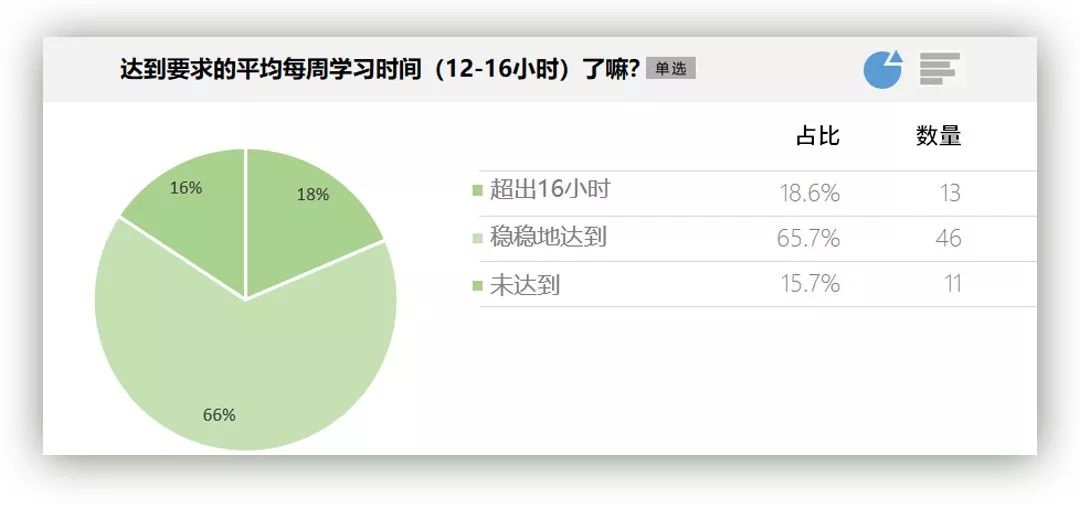 达到要求的平均每周学习时间（12-16小时）了嘛? 单选
占比 数量
超出16小时 18.6% 13
稳稳地达到 65.7% 46
未达到 15.7% 11
16% 18%
66%